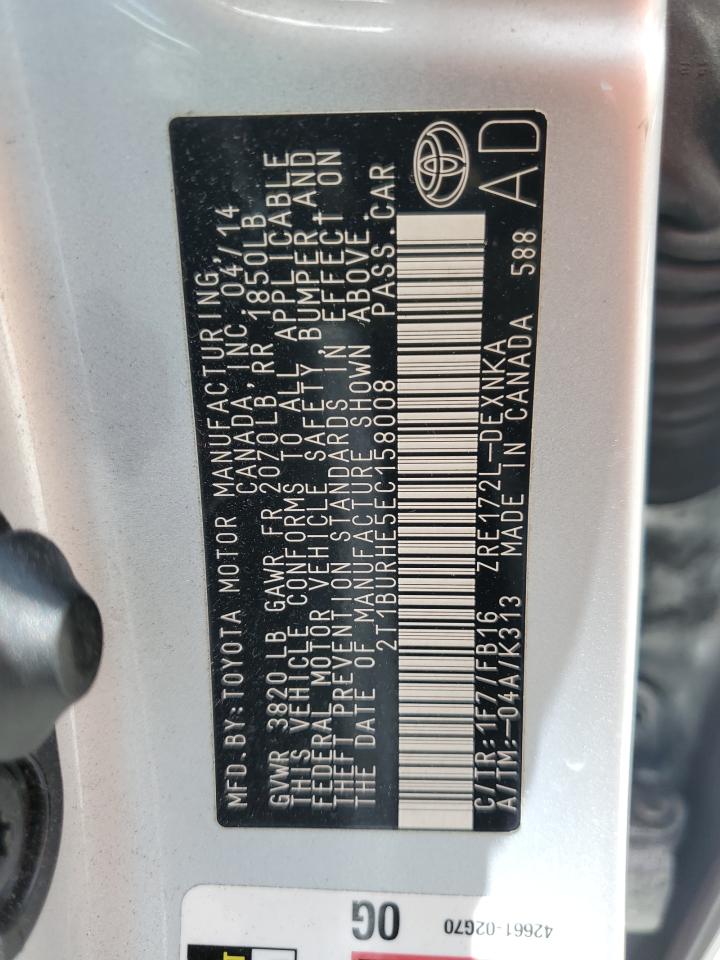 MFD.BY:TOYOTA MOTOR MANUFACTURING,
CANADA, INC.04/14
GVWR 3820LB GAWR FR 2070LB RR 1850LB
THIS VEHICLE CONFORMS TO ALL APPLICABLE
FEDERAL MOTOR VEHICLE SAFETY, BUMPER, AND
THEFT PREVENTION STANDARDS IN EFFECT ON
THE DATE OF MANUFACTURE SHOWN ABOVE.
2T1BURHE5EC158008 PASS.CAR
C/TR:1F7/FB16 ZRE172L-DEXNKA
A/TM:-04A/K313 MADE IN CANADA 588
AD
0G
42661-02G70